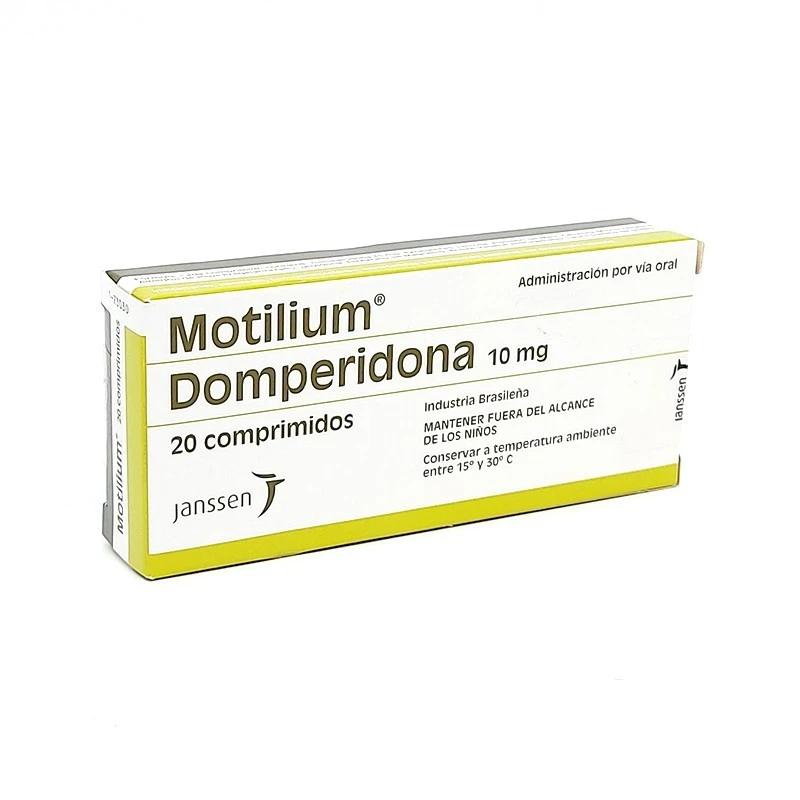 Administración por vía oral
Motilium®
Domperidona 10 mg
20 comprimidos
Industria Brasileña
MANTENER FUERA DEL ALCANCE
DE LOS NIÑOS
Conservar a temperatura ambiente
entre 15° y 30° C
Janssen
Janssen
Motilium® 20 comprimidos